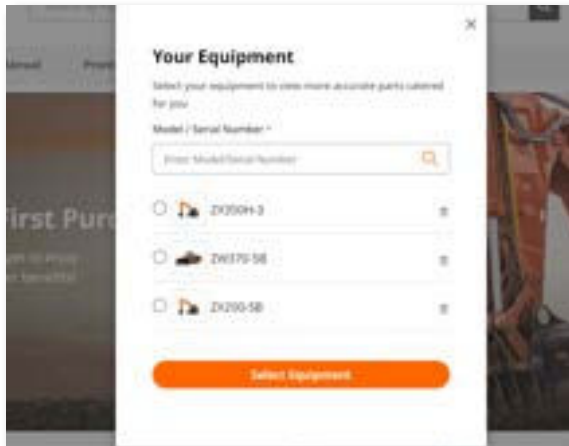 Manual
First Purc
Your Equipment
Select your equipment to view more accurate parts catered
for you
Model / Serial Number *
Enter Model/Serial Number
ZX350H-3
ZW370-5B
ZX200-5B
Select Equipment